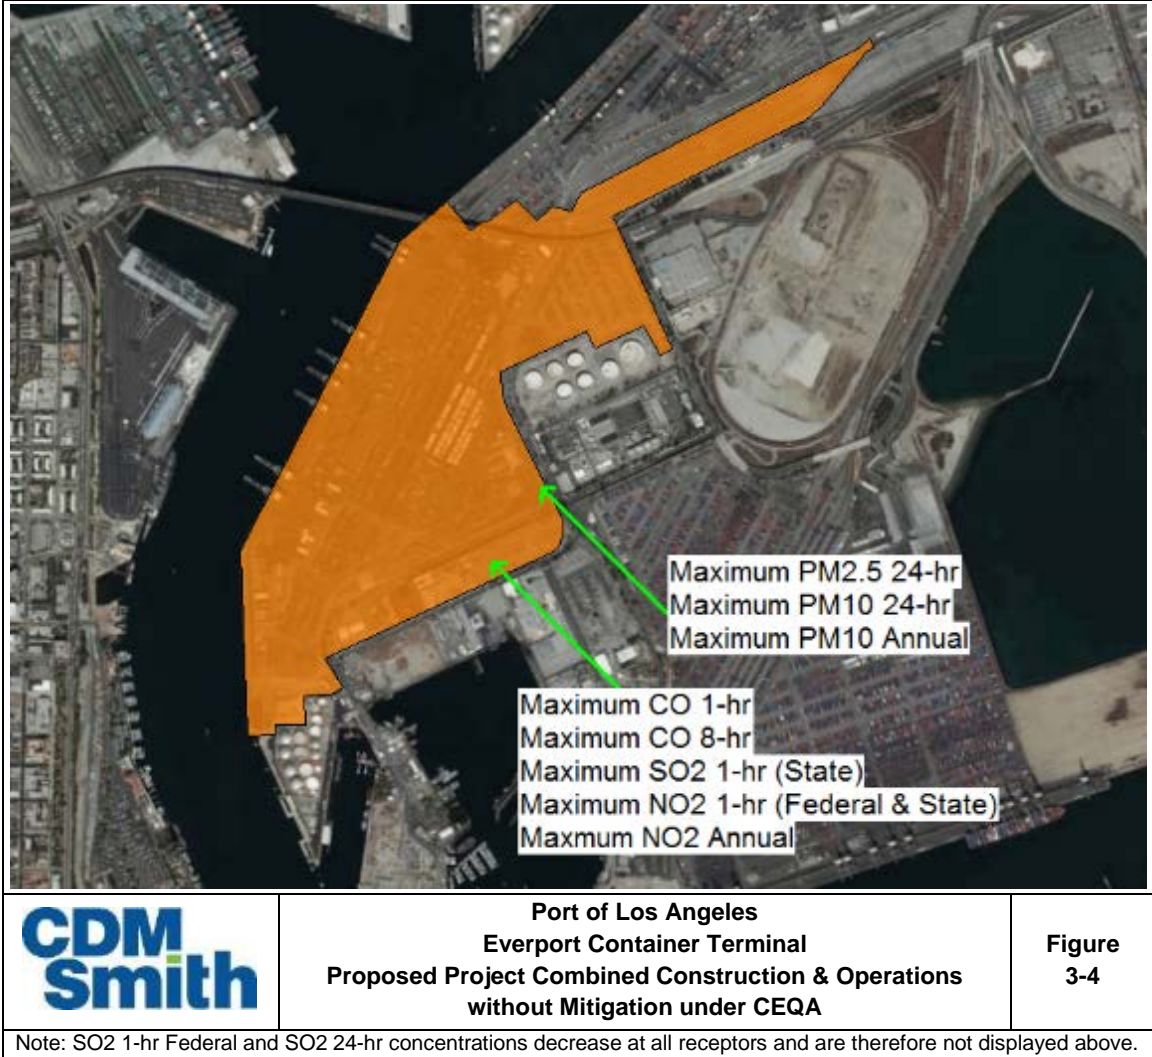 Maximum PM2.5 24-hr
Maximum PM10 24-hr
Maximum PM10 Annual
Maximum CO 1-hr
Maximum CO 8-hr
Maximum SO2 1-hr (State)
Maximum NO2 1-hr (Federal & State)
Maxmum NO2 Annual
CDM
Smith
Port of Los Angeles
Everport Container Terminal
Proposed Project Combined Construction & Operations
without Mitigation under CEQA
Figure
3-4
Note: SO2 1-hr Federal and SO2 24-hr concentrations decrease at all receptors and are therefore not displayed above.